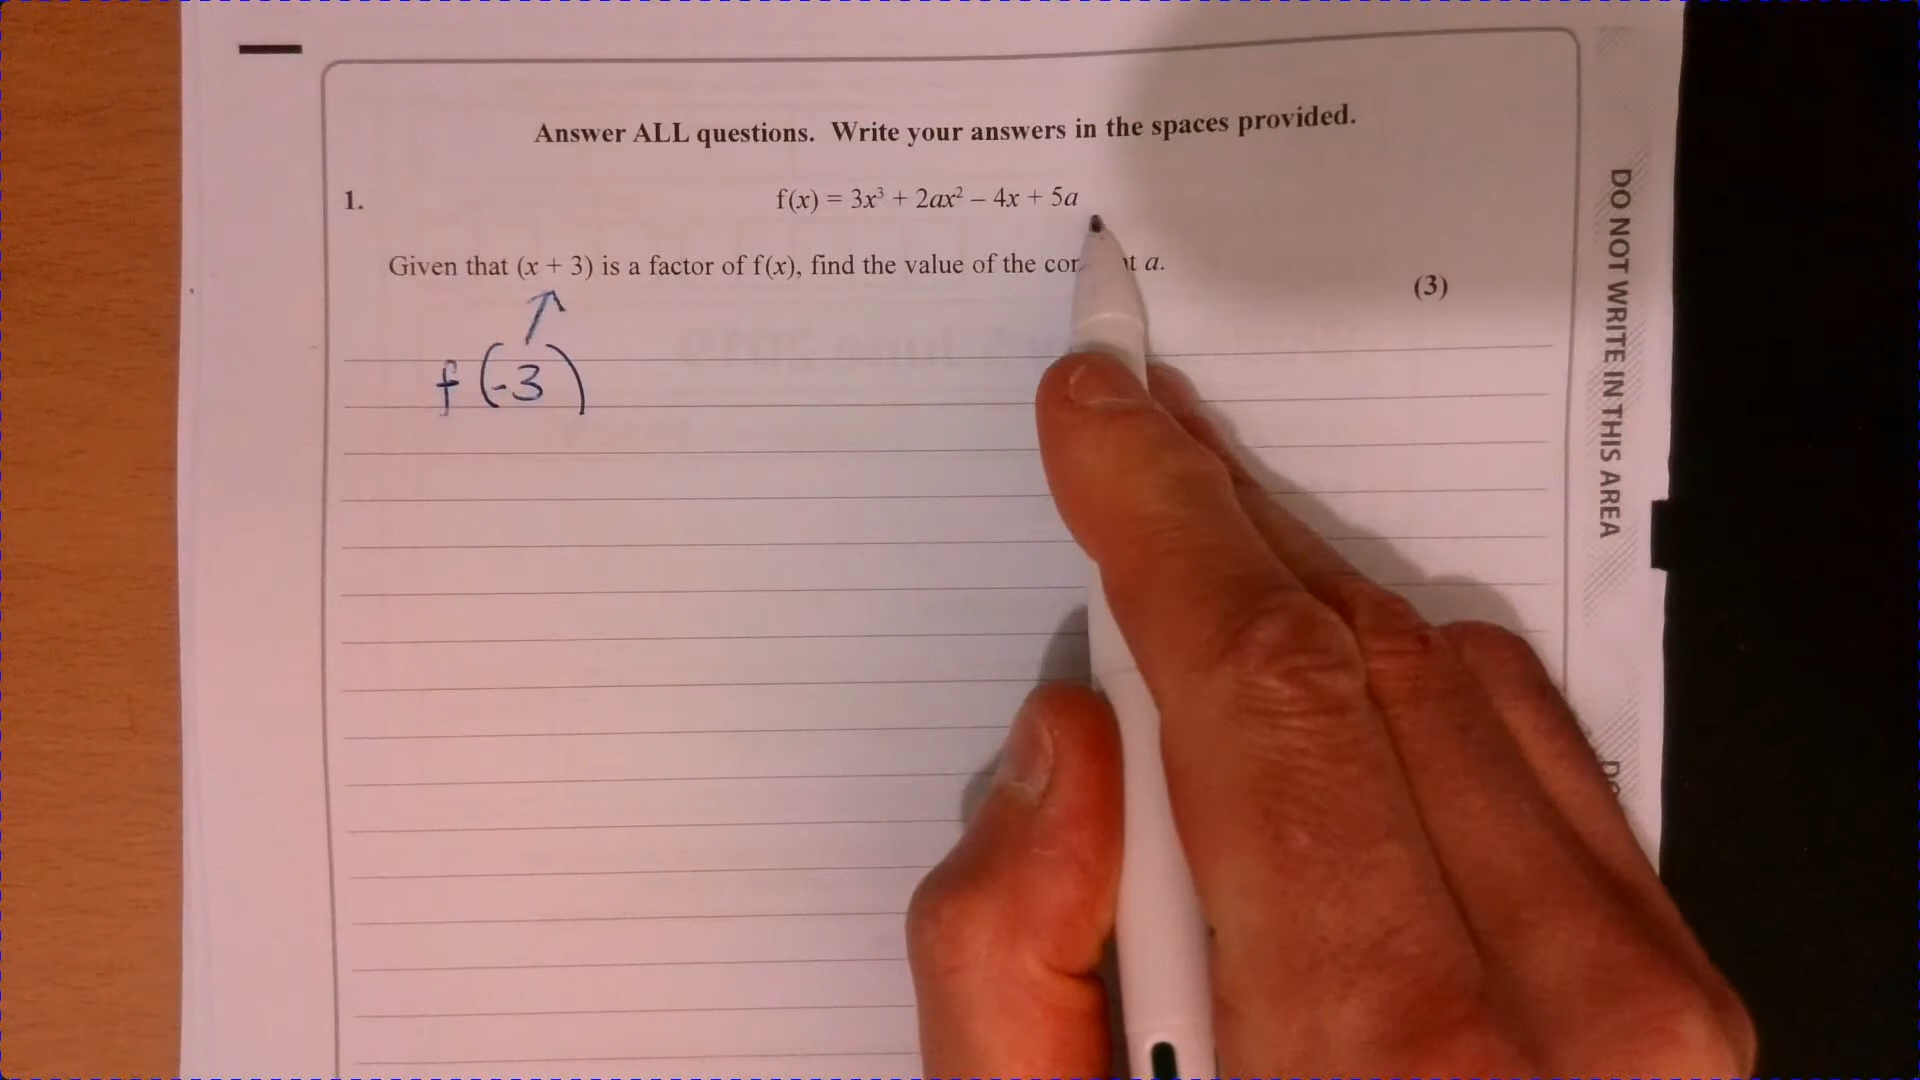 Answer ALL questions. Write your answers in the spaces provided.
1.
f(x) = 3x³ + 2ax² – 4x + 5a
Given that (x + 3) is a factor of f(x), find the value of the a.
(3)
f(-3)
DO NOT WRITE IN THIS AREA